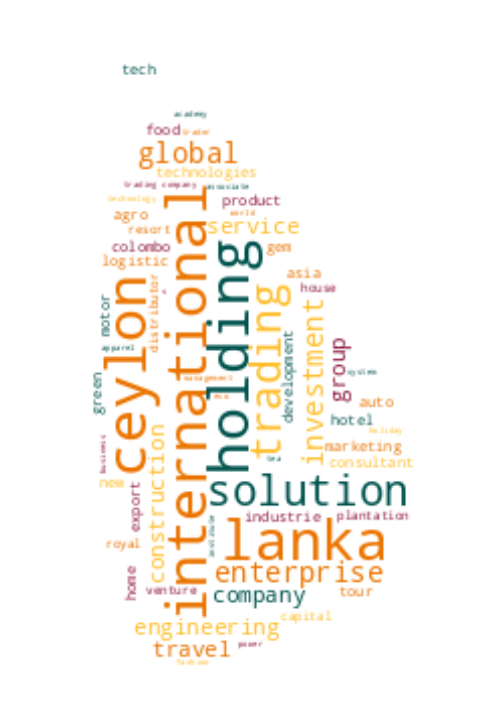 tech
academy
food
trader
global
technologies
trading company
associate
technology
product
world
agro
resort
service
colombo
gem
logistic
international
holding
ceylon
trading
asia
house
distributor
motor
investment
apparel
development
group
system
management
eco
green
auto
hotel
holiday
business
construction
marketing
tea
consultant
new
solution
export
industrie
plantation
institute
lanka
royal
enterprise
home
venture
company
tour
capital
engineering
travel
power
fashion